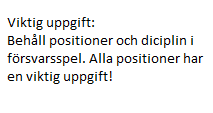 Viktig uppgift:
Behåll positioner och diciplin i
försvarsspel. Alla positioner har
en viktig uppgift!